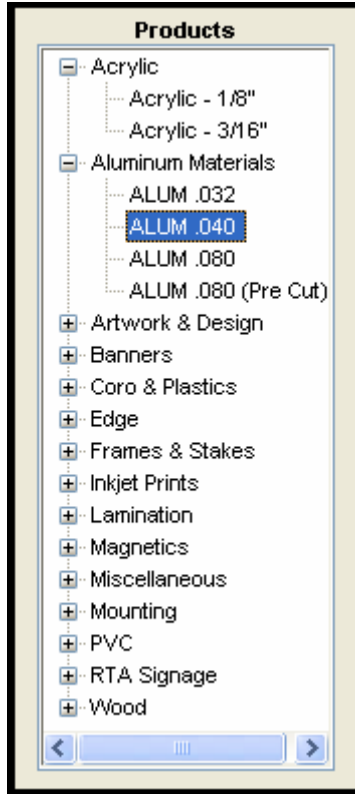 Products
Acrylic
Acrylic - 1/8"
Acrylic - 3/16"
Aluminum Materials
ALUM .032
ALUM .040
ALUM .080
ALUM .080 (Pre Cut)
Artwork & Design
Banners
Coro & Plastics
Edge
Frames & Stakes
Inkjet Prints
Lamination
Magnetics
Miscellaneous
Mounting
PVC
RTA Signage
Wood